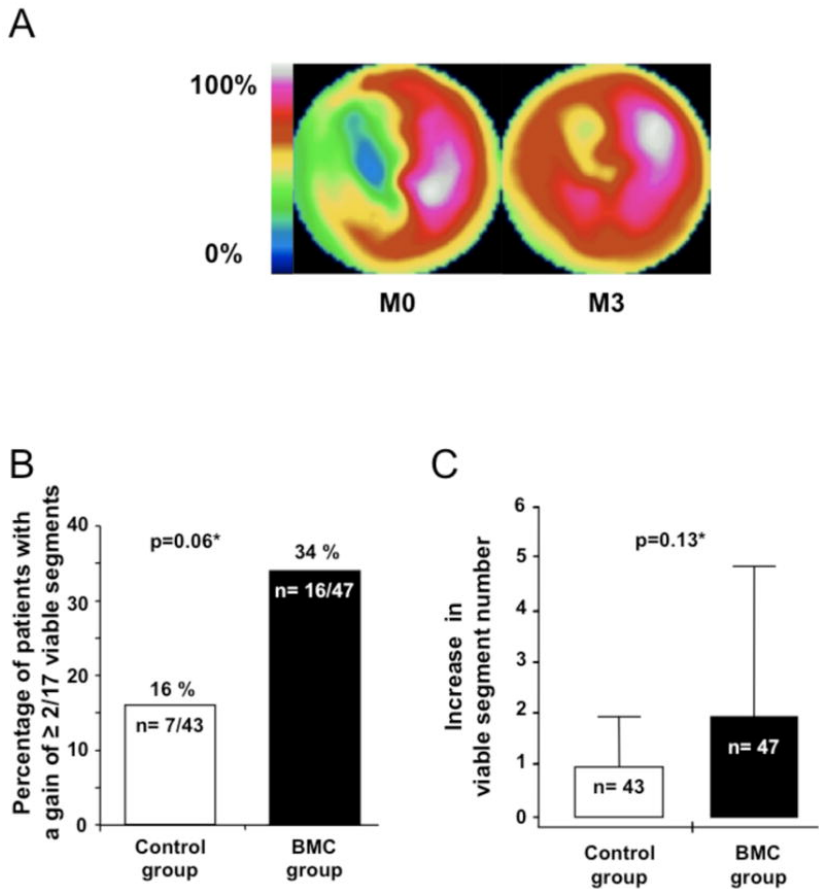 A
100%
0%
M0
M3
B
Percentage of patients with
a gain of ≥ 2/17 viable segments
40
30
20
10
0
p=0.06*
16 %
n= 7/43
34 %
n= 16/47
Control
group
BMC
group
C
Increase in
viable segment number
6
5
4
3
2
1
0
p=0.13*
n= 43
n= 47
Control
group
BMC
group